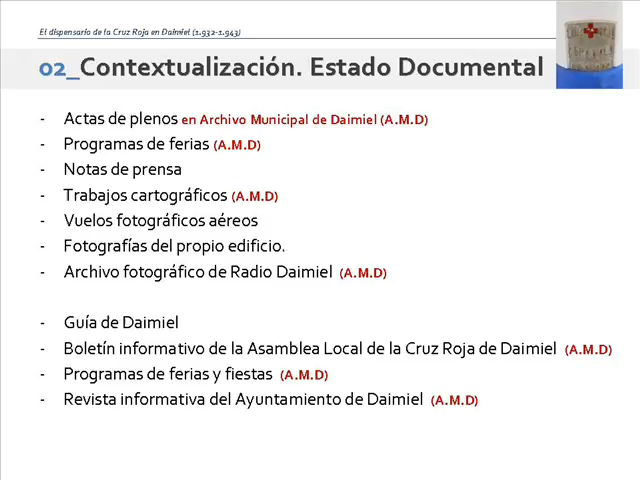 El dispensario de la Cruz Roja en Daimiel (1.932-1.943)
02_Contextualización. Estado Documental
- Actas de plenos en Archivo Municipal de Daimiel (A.M.D)
- Programas de ferias (A.M.D)
- Notas de prensa
- Trabajos cartográficos (A.M.D)
- Vuelos fotográficos aéreos
- Fotografías del propio edificio.
- Archivo fotográfico de Radio Daimiel (A.M.D)
- Guía de Daimiel
- Boletín informativo de la Asamblea Local de la Cruz Roja de Daimiel (A.M.D)
- Programas de ferias y fiestas (A.M.D)
- Revista informativa del Ayuntamiento de Daimiel (A.M.D)